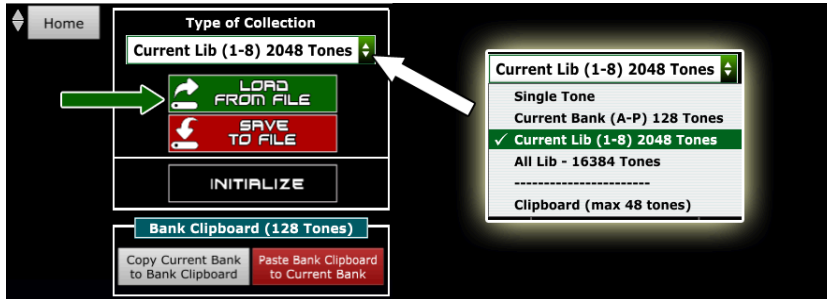 Home
Type of Collection
Current Lib (1-8) 2048 Tones
LOAD
FROM FILE
SAVE
TO FILE
INITIALIZE
Bank Clipboard (128 Tones)
Copy Current Bank
to Bank Clipboard
Paste Bank Clipboard
to Current Bank
Current Lib (1-8) 2048 Tones
Single Tone
Current Bank (A-P) 128 Tones
✓ Current Lib (1-8) 2048 Tones
All Lib - 16384 Tones
-----------------------
Clipboard (max 48 tones)